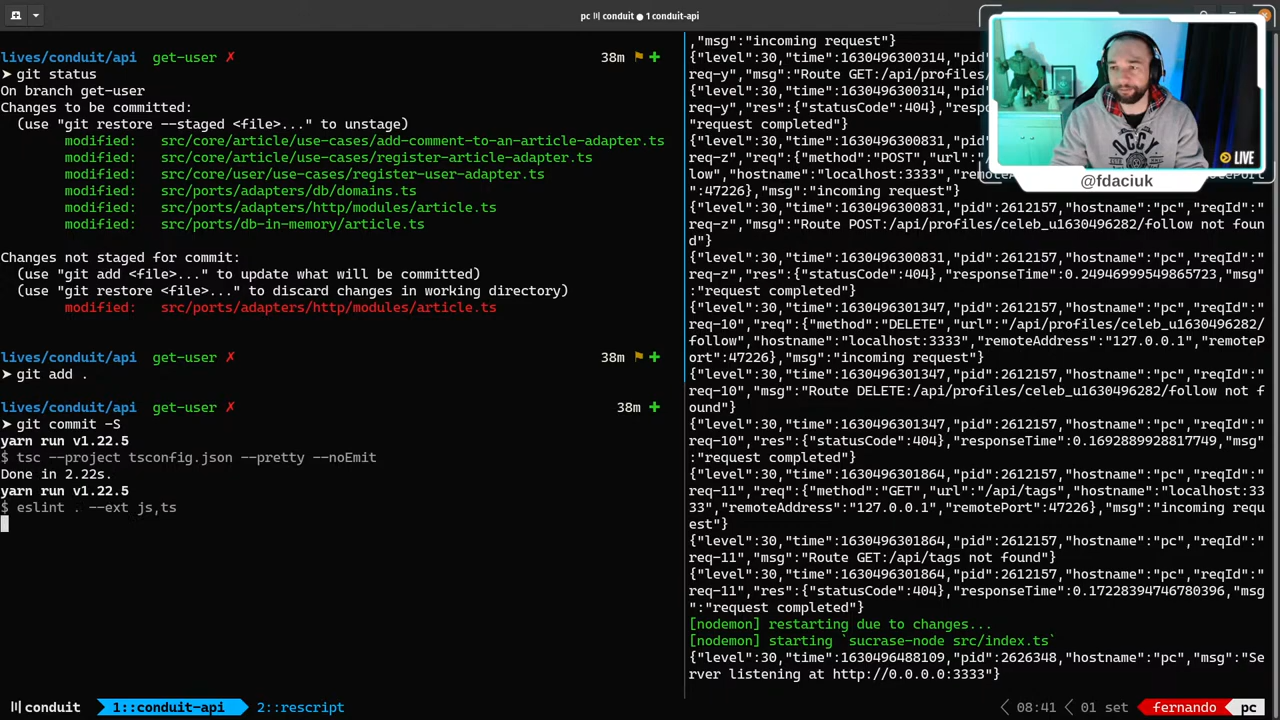 pc conduit ● 1 conduit-api
lives/conduit/api get-user ✗ 38m
➤ git status
On branch get-user
Changes to be committed:
(use "git restore --staged <file>..." to unstage)
modified: src/core/article/use-cases/add-comment-to-an-article-adapter.ts
modified: src/core/article/use-cases/register-article-adapter.ts
modified: src/core/user/use-cases/register-user-adapter.ts
modified: src/ports/adapters/db/domains.ts
modified: src/ports/adapters/http/modules/article.ts
modified: src/ports/db-in-memory/article.ts
Changes not staged for commit:
(use "git add <file>..." to update what will be committed)
(use "git restore <file>..." to discard changes in working directory)
modified: src/ports/adapters/http/modules/article.ts
lives/conduit/api get-user ✗ 38m
➤ git add .
lives/conduit/api get-user ✗ 38m
➤ git commit -S
yarn run v1.22.5
$ tsc --project tsconfig.json --pretty --noEmit
Done in 2.22s.
yarn run v1.22.5
$ eslint . --ext js,ts
,"msg":"incoming request"}
{"level":30,"time":1630496300314,"pid":2612157,"hostname":"pc","reqId":"
req-y","msg":"Route GET:/api/profiles/
{"level":30,"time":1630496300314,"pid"
req-y","res":{"statusCode":404},"respon
"request completed"}
{"level":30,"time":1630496300831,"pid"
req-z","req":{"method":"POST","url":"/
low","hostname":"localhost:3333","remoteAddress":"127.0.0.1","remotePort
":47226},"msg":"incoming request"}
{"level":30,"time":1630496300831,"pid":2612157,"hostname":"pc","reqId":"
req-z","msg":"Route POST:/api/profiles/celeb_u1630496282/follow not foun
d"}
{"level":30,"time":1630496300831,"pid":2612157,"hostname":"pc","reqId":"
req-z","res":{"statusCode":404},"responseTime":0.24946999549865723,"msg"
:"request completed"}
{"level":30,"time":1630496301347,"pid":2612157,"hostname":"pc","reqId":"
req-10","req":{"method":"DELETE","url":"/api/profiles/celeb_u1630496282/
follow","hostname":"localhost:3333","remoteAddress":"127.0.0.1","remoteP
ort":47226},"msg":"incoming request"}
{"level":30,"time":1630496301347,"pid":2612157,"hostname":"pc","reqId":"
req-10","msg":"Route DELETE:/api/profiles/celeb_u1630496282/follow not f
ound"}
{"level":30,"time":1630496301347,"pid":2612157,"hostname":"pc","reqId":"
req-10","res":{"statusCode":404},"responseTime":0.1692889928817749,"msg"
:"request completed"}
{"level":30,"time":1630496301864,"pid":2612157,"hostname":"pc","reqId":"
req-11","req":{"method":"GET","url":"/api/tags","hostname":"localhost:33
33","remoteAddress":"127.0.0.1","remotePort":47226},"msg":"incoming requ
est"}
{"level":30,"time":1630496301864,"pid":2612157,"hostname":"pc","reqId":"
req-11","msg":"Route GET:/api/tags not found"}
{"level":30,"time":1630496301864,"pid":2612157,"hostname":"pc","reqId":"
req-11","res":{"statusCode":404},"responseTime":0.17228394746780396,"msg
":"request completed"}
[nodemon] restarting due to changes...
[nodemon] starting `sucrase-node src/index.ts`
{"level":30,"time":1630496488109,"pid":2626348,"hostname":"pc","msg":"Se
rver listening at http://0.0.0.0:3333"}
OCCY
LIVE
@fdaciuk
conduit 1::conduit-api 2::rescript 08:41 01 set fernando pc